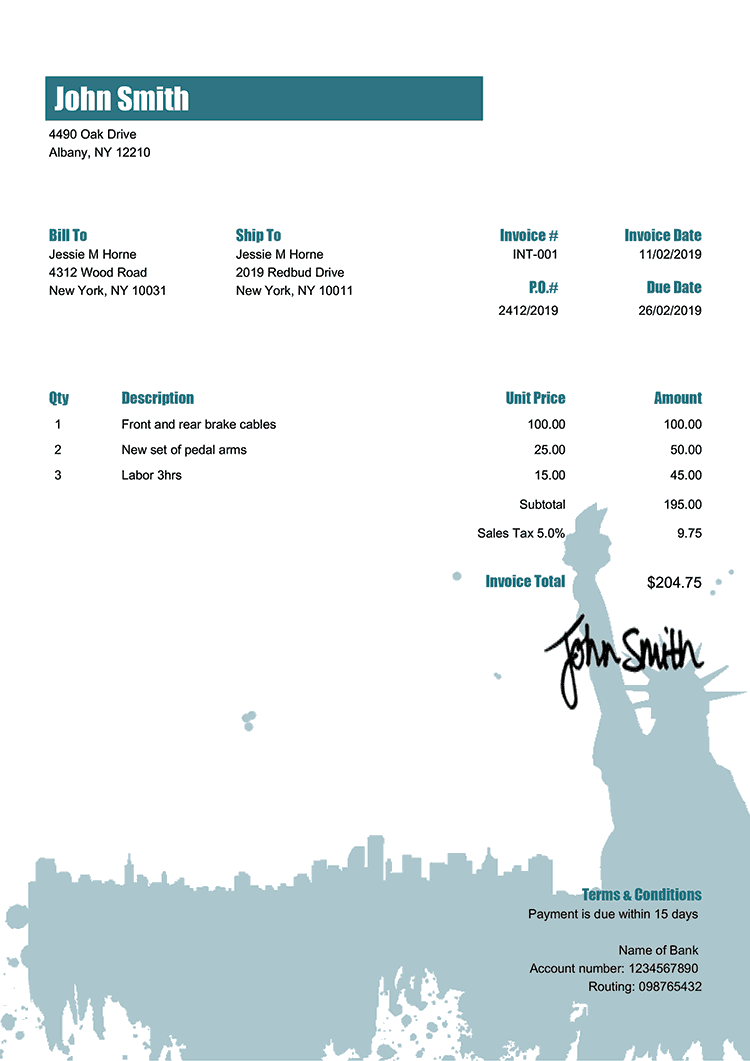 John Smith
4490 Oak Drive
Albany, NY 12210
Bill To Ship To Invoice # Invoice Date
Jessie M Horne Jessie M Horne INT-001 11/02/2019
4312 Wood Road 2019 Redbud Drive P.O.# Due Date
New York, NY 10031 New York, NY 10011 2412/2019 26/02/2019
Qty Description Unit Price Amount
1 Front and rear brake cables 100.00 100.00
2 New set of pedal arms 25.00 50.00
3 Labor 3hrs 15.00 45.00
Subtotal 195.00
Sales Tax 5.0% 9.75
Invoice Total $204.75
John Smith
Terms & Conditions
Payment is due within 15 days
Name of Bank
Account number: 1234567890
Routing: 098765432